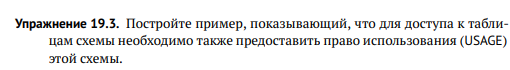 Упражнение 19.3. Постройте пример, показывающий, что для доступа к табли-
цам схемы необходимо также предоставить право использования (USAGE)
этой схемы.